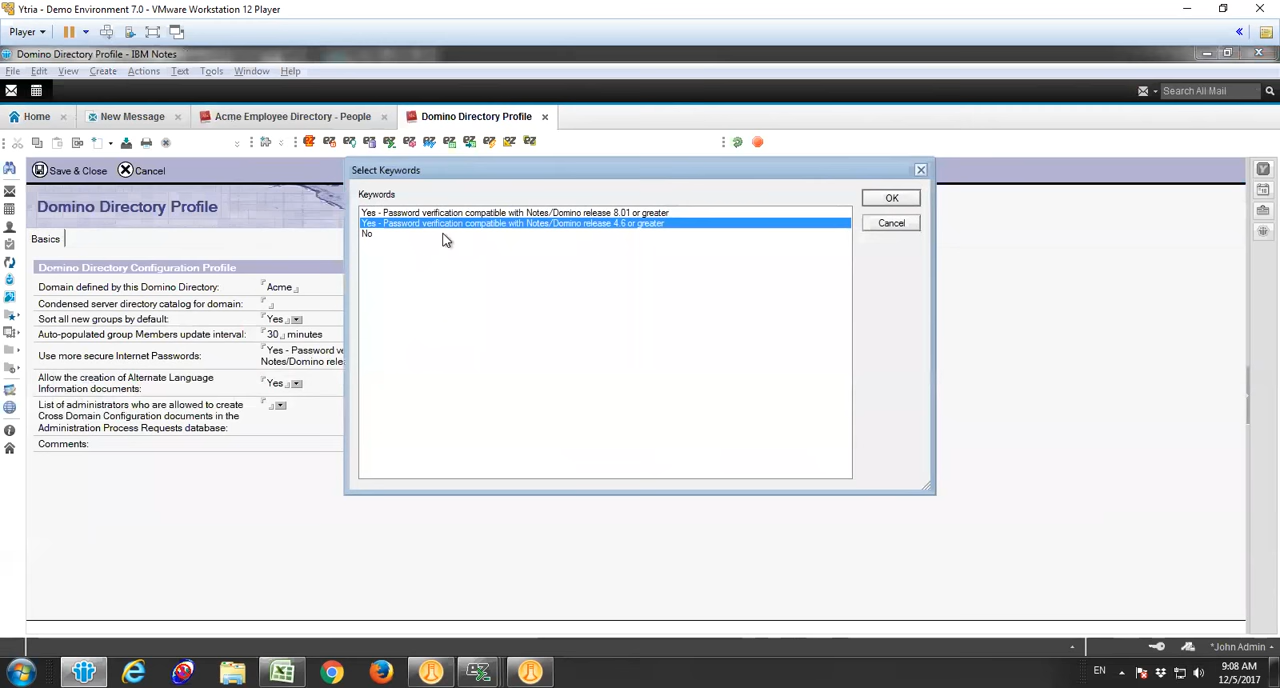 Ytria - Demo Environment 7.0 - VMware Workstation 12 Player
Player
Domino Directory Profile - IBM Notes
File Edit View Create Actions Text Tools Window Help
Search All Mail
Home New Message Acme Employee Directory - People Domino Directory Profile
Save & Close Cancel
Select Keywords
Keywords
Yes - Password verification compatible with Notes/Domino release 8.01 or greater
Yes - Password verification compatible with Notes/Domino release 4.6 or greater
No
OK
Cancel
Domino Directory Profile
Basics
Domino Directory Configuration Profile
Domain defined by this Domino Directory: Acme
Condensed server directory catalog for domain:
Sort all new groups by default: Yes
Auto-populated group Members update interval: 30 minutes
Use more secure Internet Passwords: Yes - Password ve
Notes/Domino rele
Allow the creation of Alternate Language
Information documents: Yes
List of administrators who are allowed to create
Cross Domain Configuration documents in the
Administration Process Requests database:
Comments:
*John Admin
EN
9:08 AM
12/5/2017